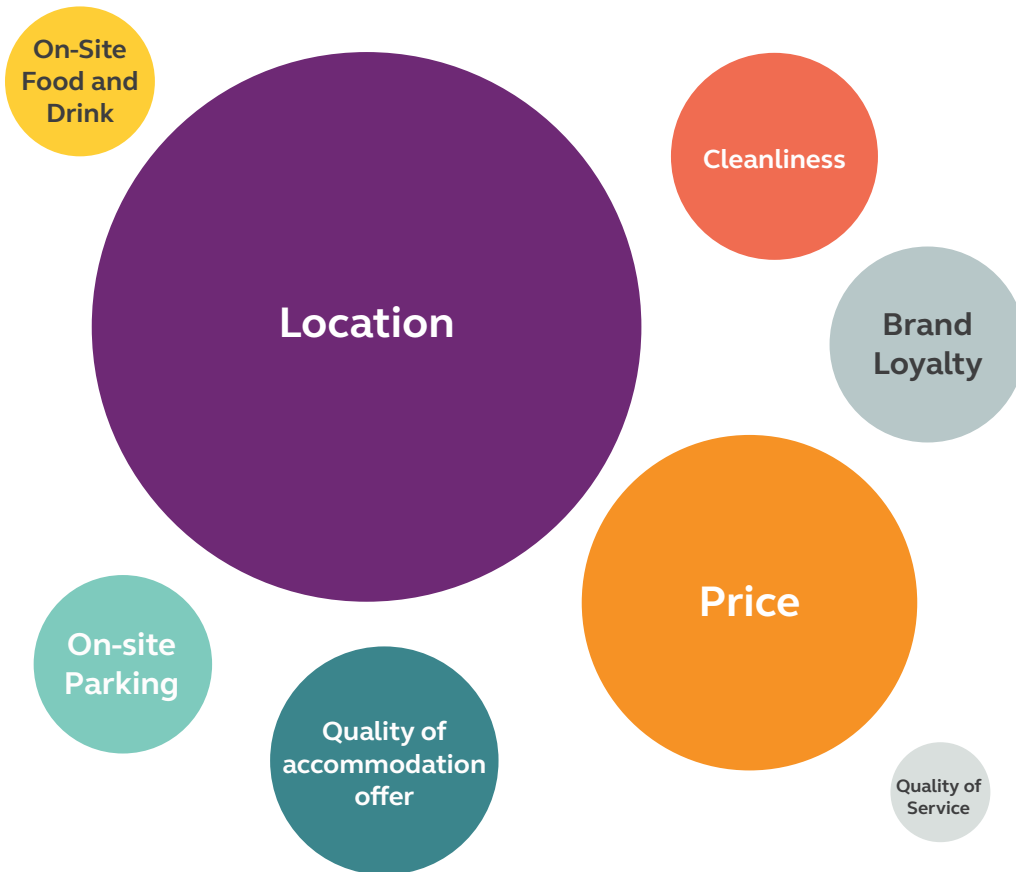 On-Site
Food and
Drink
Location
Cleanliness
Brand
Loyalty
Price
On-site
Parking
Quality of
accommodation
offer
Quality of
Service